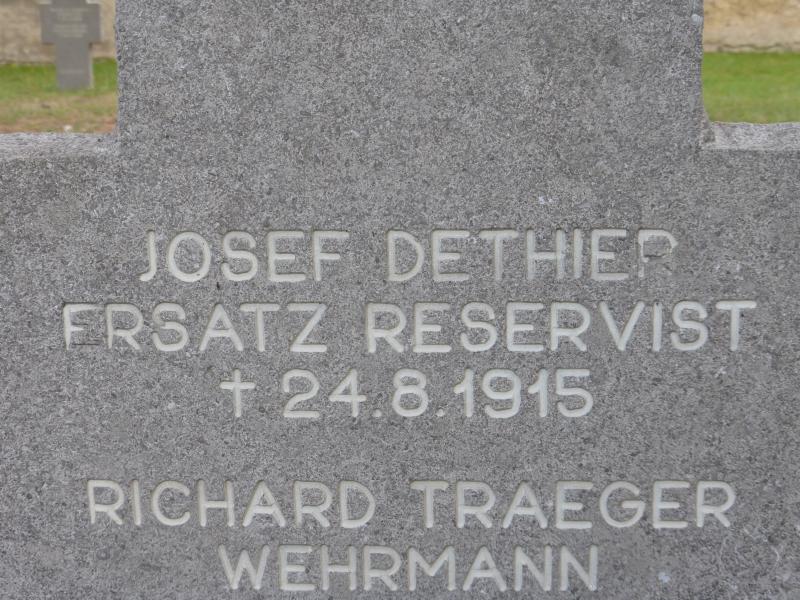 JOSEF DETHIER
ERSATZ RESERVIST
† 24.8.1915
RICHARD TRAEGER
WEHRMANN